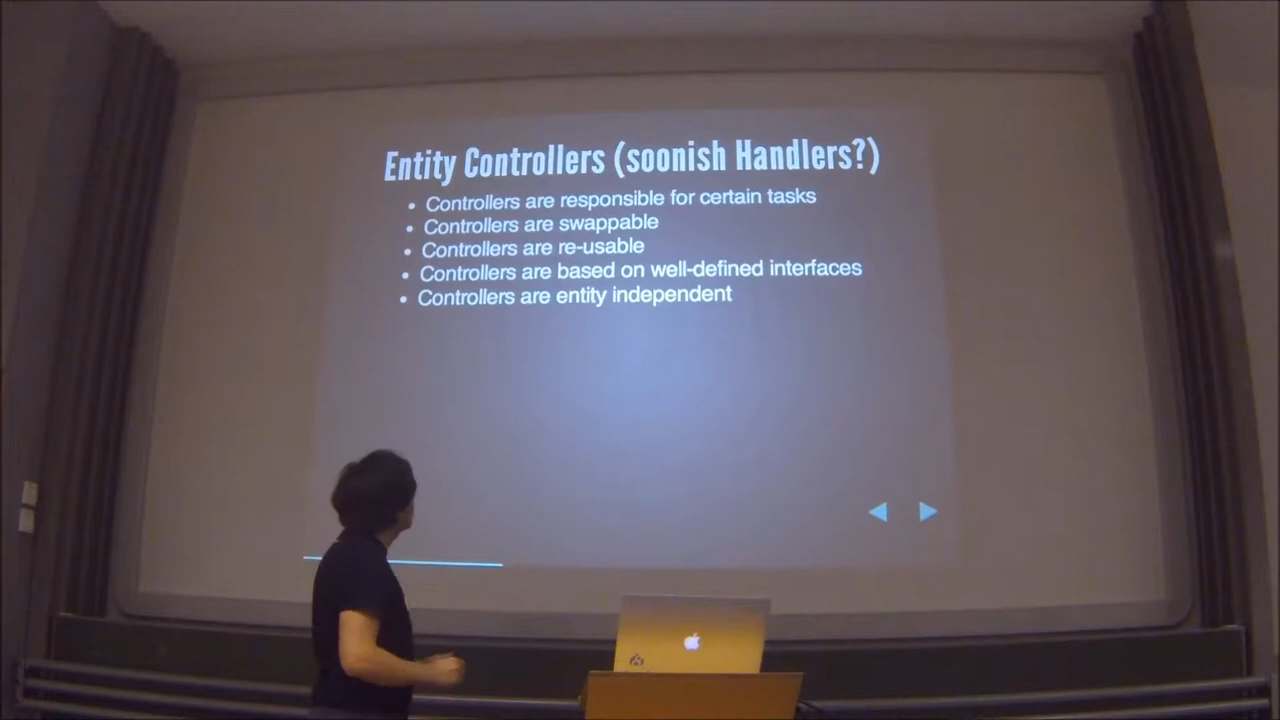 Entity Controllers (soonish Handlers?)
Controllers are responsible for certain tasks
Controllers are swappable
Controllers are re-usable
Controllers are based on well-defined interfaces
Controllers are entity independent